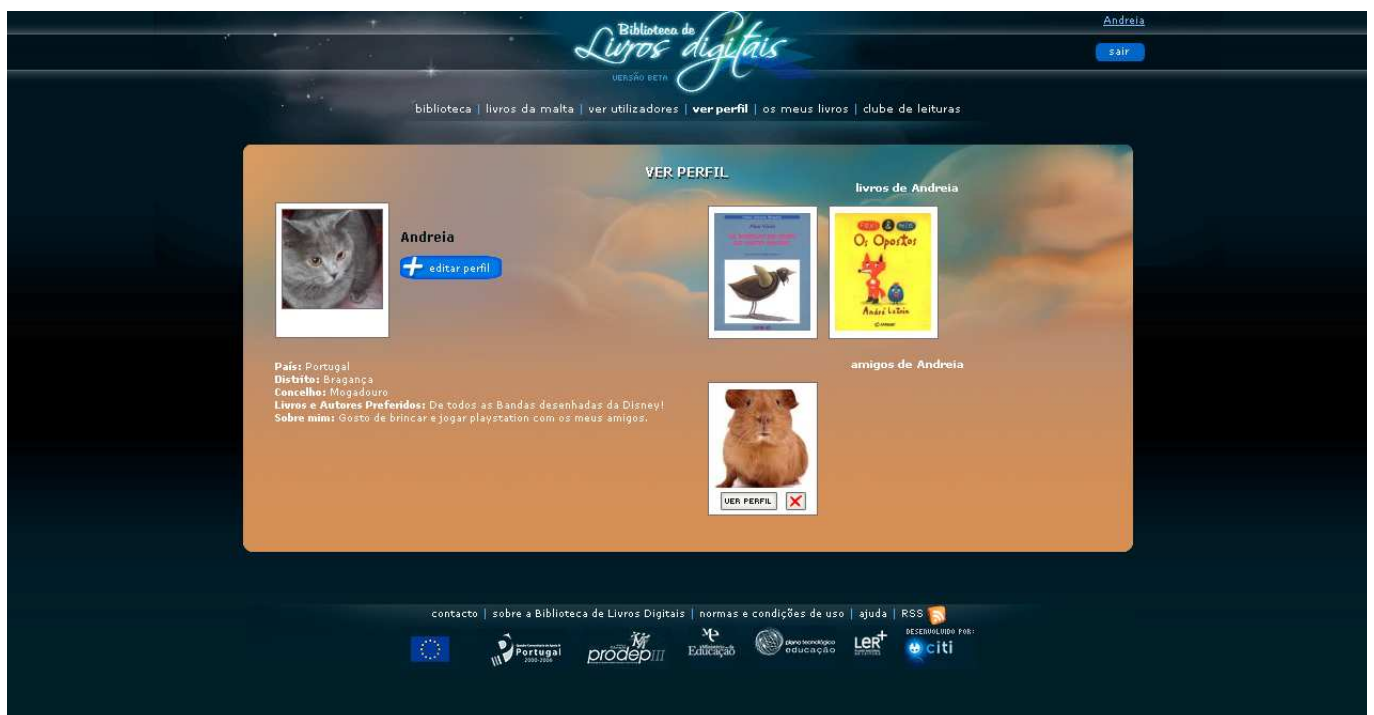 Andreia
sair
Biblioteca de
Livros digitais
VERSÃO BETA
biblioteca | livros da malta | ver utilizadores | ver perfil | os meus livros | clube de leituras
VER PERFIL
livros de Andreia
Andreia
editar perfil
Os Opostos
André Letria
País: Portugal
Distrito: Bragança
Concelho: Mogadouro
Livros e Autores Preferidos: De todos as Bandas desenhadas da Disney!
Sobre mim: Gosto de brincar e jogar playstation com os meus amigos.
amigos de Andreia
VER PERFIL
contacto | sobre a Biblioteca de Livros Digitais | normas e condições de uso | ajuda | RSS
DESENVOLVIDO POR:
Portugal
2000-2006
prodep III
Educação
plano tecnológico
educação
LER+
citi